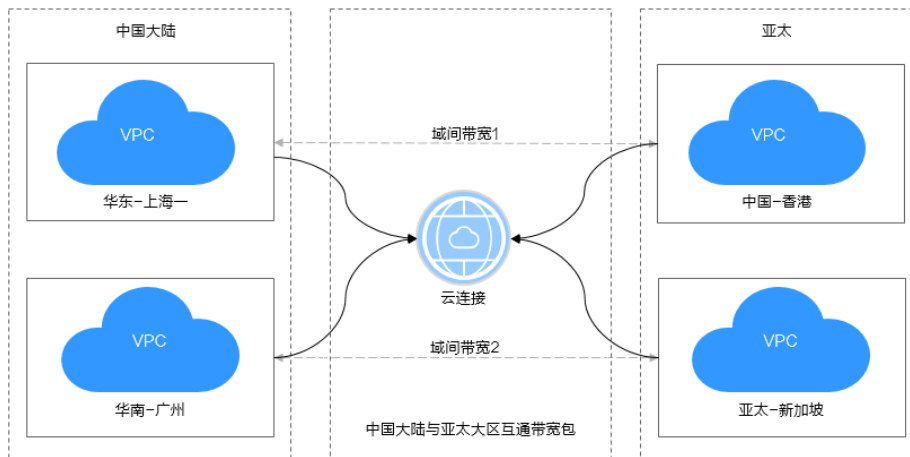 中国大陆
亚太
VPC
域间带宽1
VPC
华东-上海一
中国-香港
云连接
VPC
域间带宽2
VPC
华南-广州
亚太-新加坡
中国大陆与亚太大区互通带宽包